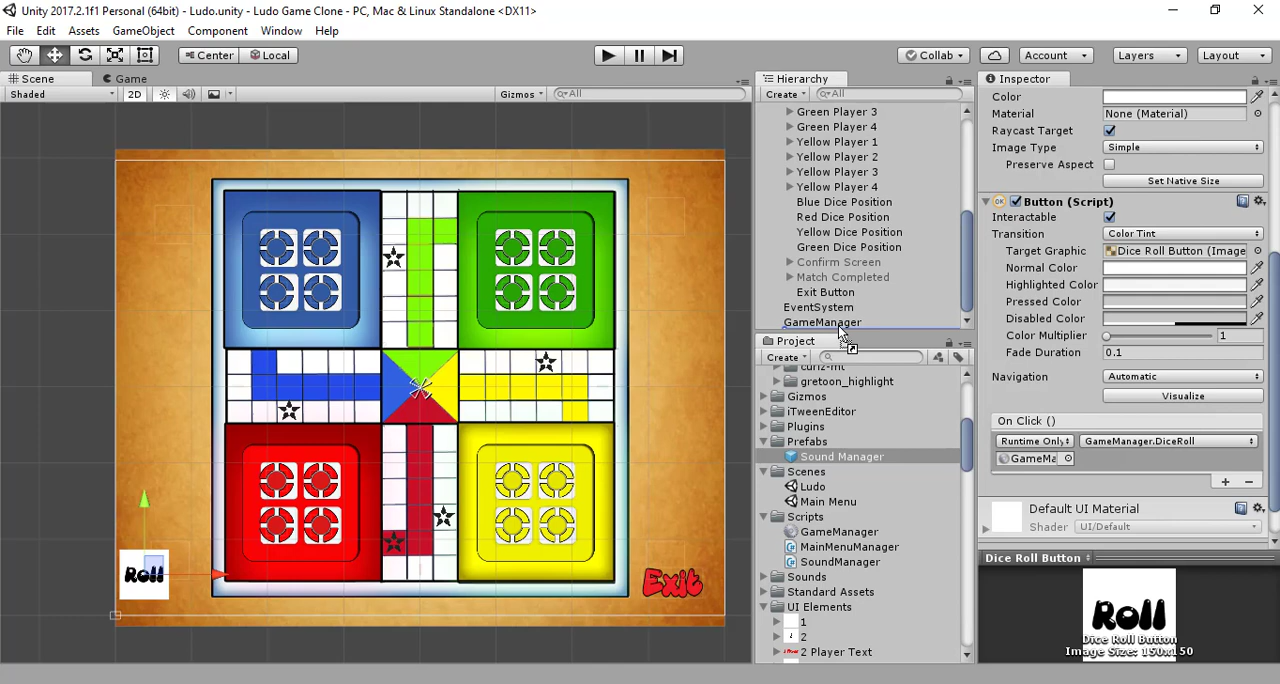 Unity 2017.2.1f1 Personal (64bit) - Ludo.unity - Ludo Game Clone - PC, Mac & Linux Standalone <DX11>
File Edit Assets GameObject Component Window Help
Center Local Collab Account Layers Layout
Scene Game
Shaded 2D Gizmos All
Roll
Exit
Hierarchy
Create All
Green Player 3
Green Player 4
Yellow Player 1
Yellow Player 2
Yellow Player 3
Yellow Player 4
Blue Dice Position
Red Dice Position
Yellow Dice Position
Green Dice Position
Confirm Screen
Match Completed
Exit Button
EventSystem
GameManager
Project
Create
gretoon_highlight
Gizmos
iTweenEditor
Plugins
Prefabs
Sound Manager
Scenes
Ludo
Main Menu
Scripts
GameManager
MainMenuManager
SoundManager
Sounds
Standard Assets
UI Elements
1
2
2 Player Text
Inspector
Color
Material None (Material)
Raycast Target
Image Type Simple
Preserve Aspect
Set Native Size
Button (Script)
Interactable
Transition Color Tint
Target Graphic Dice Roll Button (Image
Normal Color
Highlighted Color
Pressed Color
Disabled Color
Color Multiplier 1
Fade Duration 0.1
Navigation Automatic
Visualize
On Click ()
Runtime Only GameManager.DiceRoll
GameMa
Default UI Material
Shader UI/Default
Dice Roll Button
Roll
Dice Roll Button
Image Size: 150x150